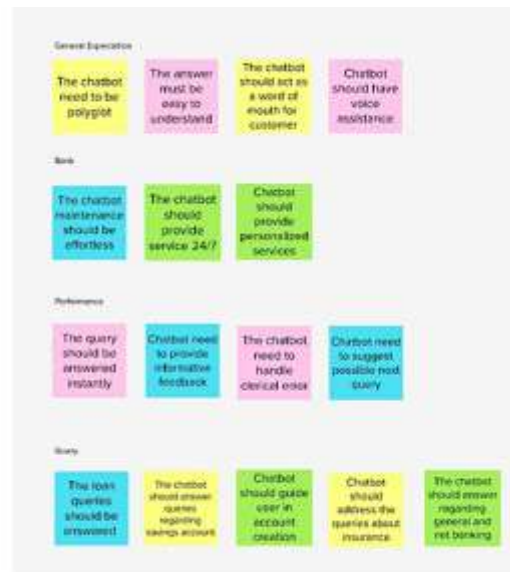 General Expectation
The chatbot
need to be
polyglot
The answer
must be
easy to
understand
The chatbot
should act as
a word of
mouth for
customer
Chatbot
should have
voice
assistance
Bank
The chatbot
maintenance
should be
effortless
The chatbot
should
provide
service 24/7
Chatbot
should
provide
personalized
services
Performance
The query
should be
answered
instantly
Chatbot need
to provide
informative
feedback
The chatbot
need to
handle
clerical error
Chatbot need
to suggest
possible next
query
Query
The loan
queries
should be
answered
The chatbot
should answer
queries
regarding
savings account
Chatbot
should guide
user in
account
creation
Chatbot
should
address the
queries about
insurance
The chatbot
should answer
regarding
general and
net banking